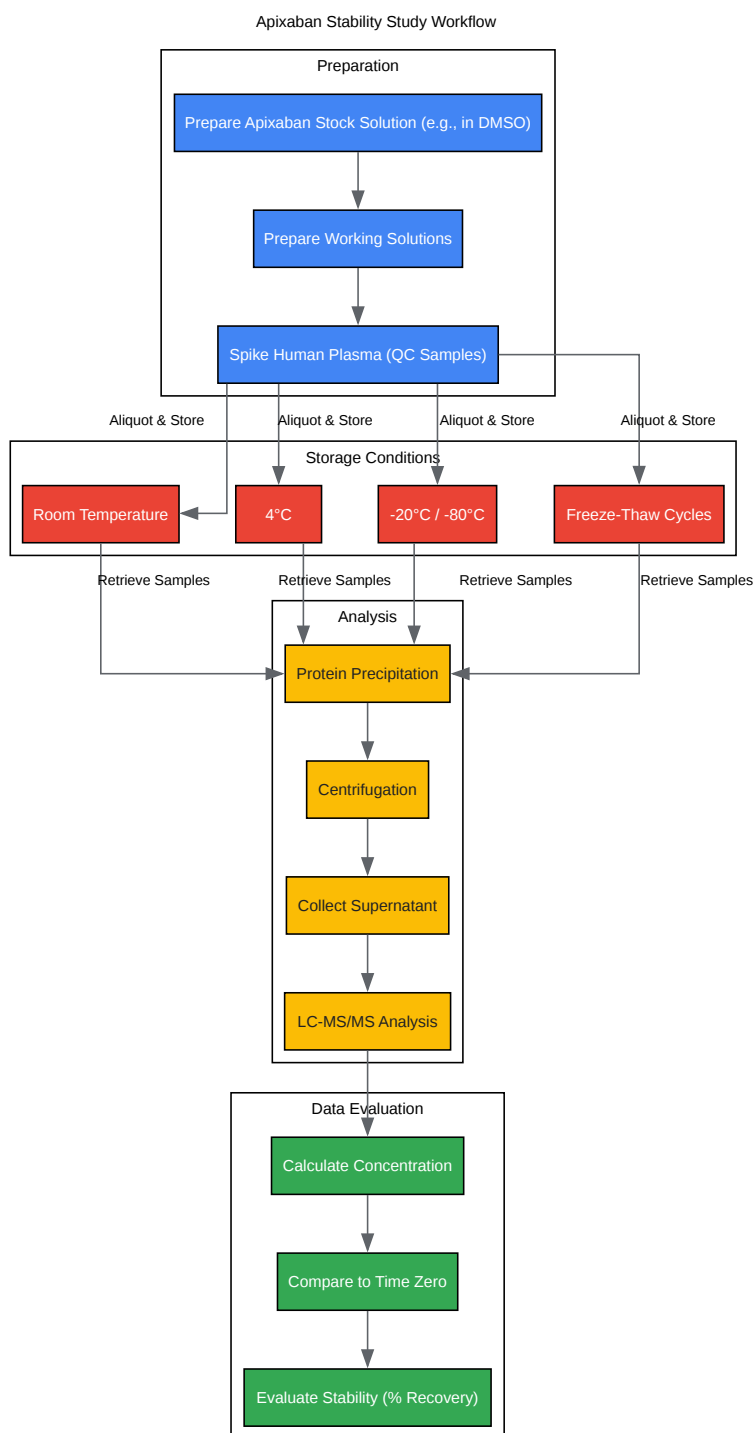 Apixaban Stability Study Workflow
Preparation
Prepare Apixaban Stock Solution (e.g., in DMSO)
Prepare Working Solutions
Spike Human Plasma (QC Samples)
Aliquot & Store
Aliquot & Store
Aliquot & Store
Aliquot & Store
Storage Conditions
Room Temperature
4°C
-20°C / -80°C
Freeze-Thaw Cycles
Retrieve Samples
Retrieve Samples
Retrieve Samples
Retrieve Samples
Analysis
Protein Precipitation
Centrifugation
Collect Supernatant
LC-MS/MS Analysis
Data Evaluation
Calculate Concentration
Compare to Time Zero
Evaluate Stability (% Recovery)